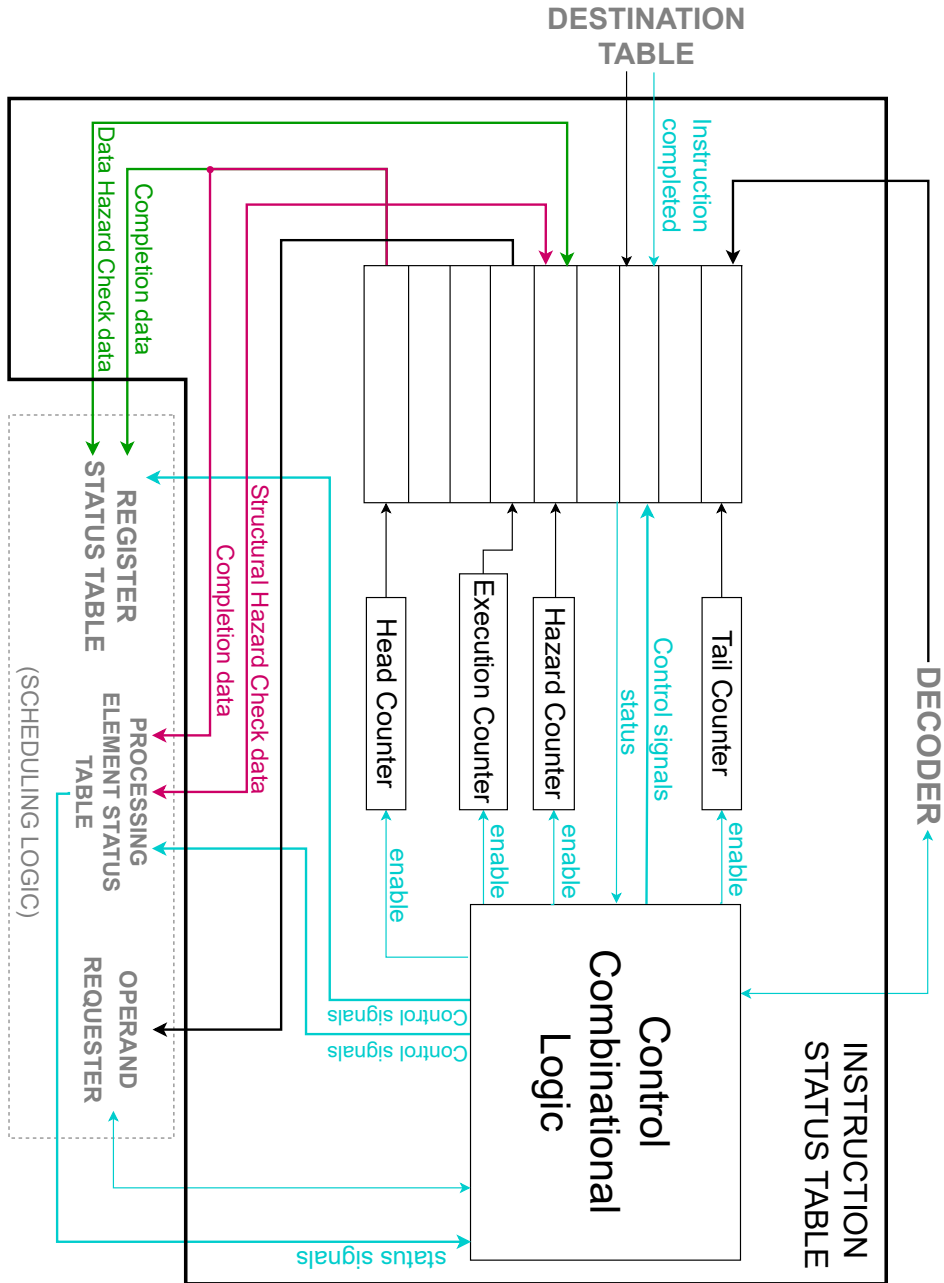 DESTINATION
TABLE
Instruction
completed
DECODER
INSTRUCTION
STATUS TABLE
Data Hazard Check data
Completion data
Structural Hazard Check data
Completion data
Tail Counter
Control signals
status
Hazard Counter
Execution Counter
Head Counter
enable
enable
enable
enable
Control
Combinational
Logic
Control signals
Control signals
status signals
REGISTER
STATUS TABLE
PROCESSING
ELEMENT STATUS
TABLE
OPERAND
REQUESTER
(SCHEDULING LOGIC)